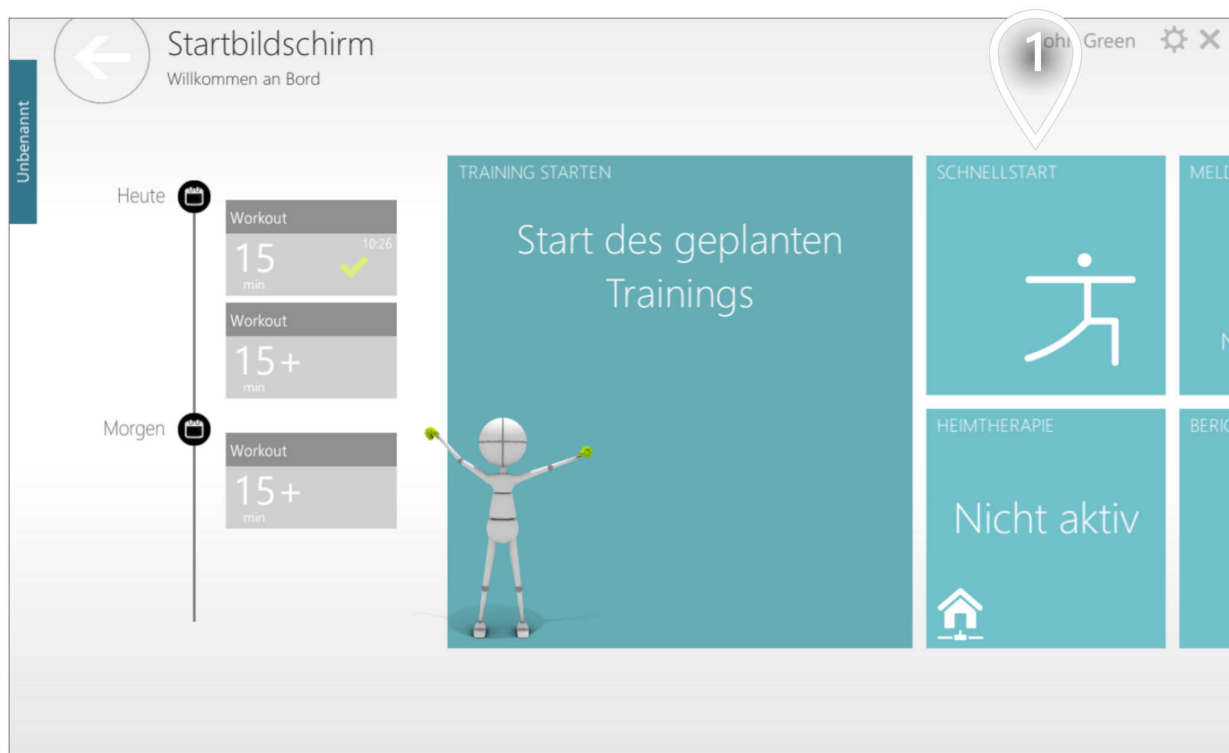 Startbildschirm
Willkommen an Bord
1
Green
Unbenannt
Heute
Workout
15
10:26
min
Workout
15+
min
Morgen
Workout
15+
min
TRAINING STARTEN
Start des geplanten
Trainings
SCHNELLSTART
HEIMTHERAPIE
Nicht aktiv